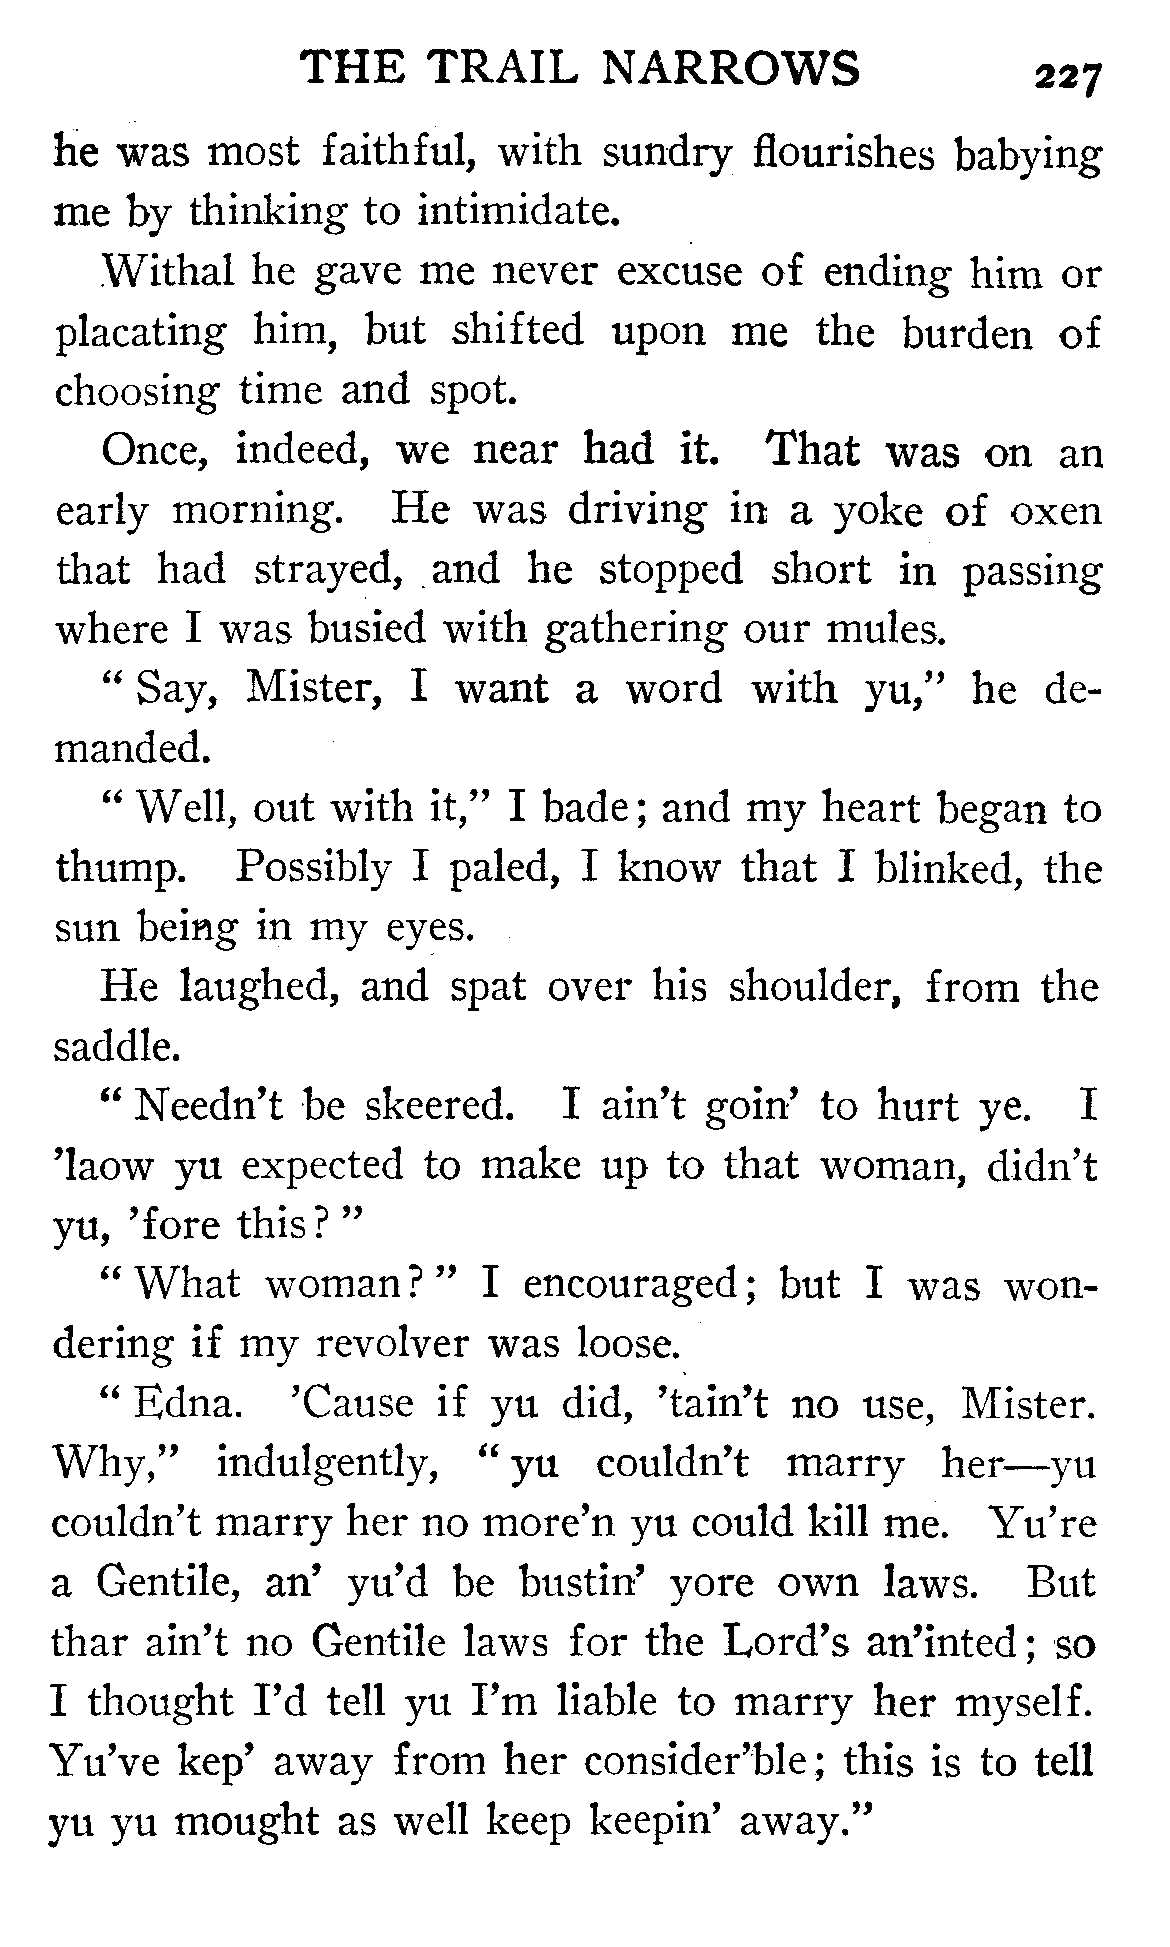 THE TRAIL NARROWS 227
he was most faithful, with sundry flourishes babying
me by thinking to intimidate.
Withal he gave me never excuse of ending him or
placating him, but shifted upon me the burden of
choosing time and spot.
Once, indeed, we near had it. That was on an
early morning. He was driving in a yoke of oxen
that had strayed, and he stopped short in passing
where I was busied with gathering our mules.
“ Say, Mister, I want a word with yu,” he de-
manded.
“ Well, out with it,” I bade; and my heart began to
thump. Possibly I paled, I know that I blinked, the
sun being in my eyes.
He laughed, and spat over his shoulder, from the
saddle.
“ Needn’t be skeered. I ain’t goin’ to hurt ye. I
’laow yu expected to make up to that woman, didn’t
yu, ’fore this? ”
“ What woman? ” I encouraged; but I was won-
dering if my revolver was loose.
“ Edna. ’Cause if yu did, ’tain’t no use, Mister.
Why,” indulgently, “ yu couldn’t marry her—yu
couldn’t marry her no more’n yu could kill me. Yu’re
a Gentile, an’ yu’d be bustin’ yore own laws. But
thar ain’t no Gentile laws for the Lord’s an’inted; so
I thought I’d tell yu I’m liable to marry her myself.
Yu’ve kep’ away from her consider’ble; this is to tell
yu yu mought as well keep keepin’ away.”